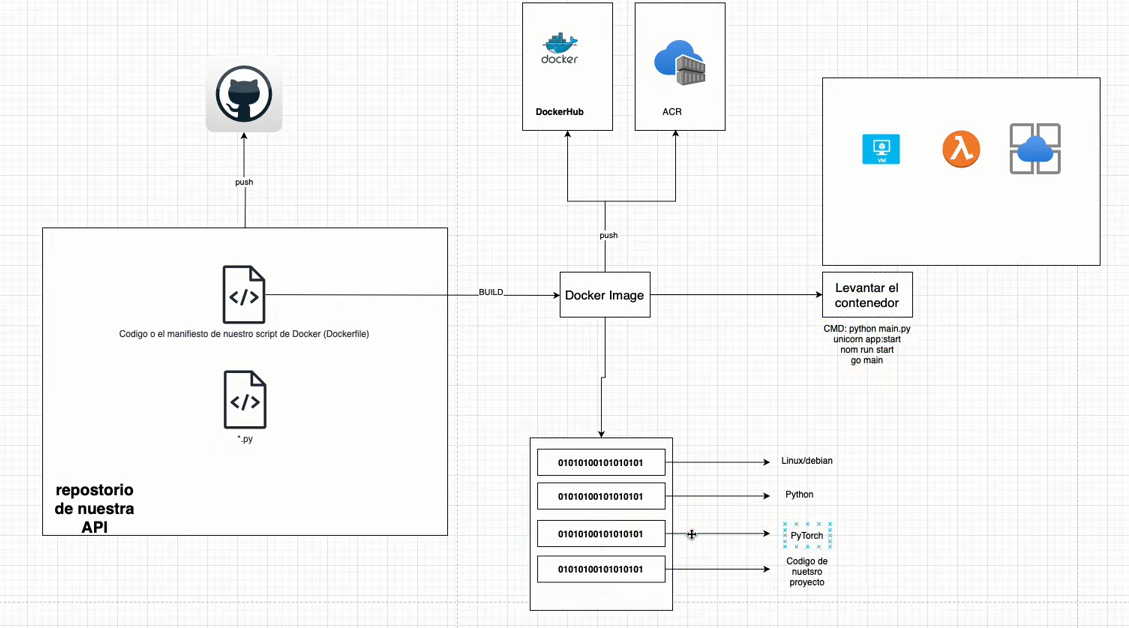 docker
DockerHub
ACR
push
VM
push
</>
BUILD
Docker Image
Levantar el
contenedor
Codigo o el manifiesto de nuestro script de Docker (Dockerfile)
CMD: python main.py
unicorn app:start
nom run start
go main
</>
*.py
01010100101010101
Linux/debian
01010100101010101
Python
01010100101010101
PyTorch
01010100101010101
Codigo de
nuetsro
proyecto
repostorio
de nuestra
API